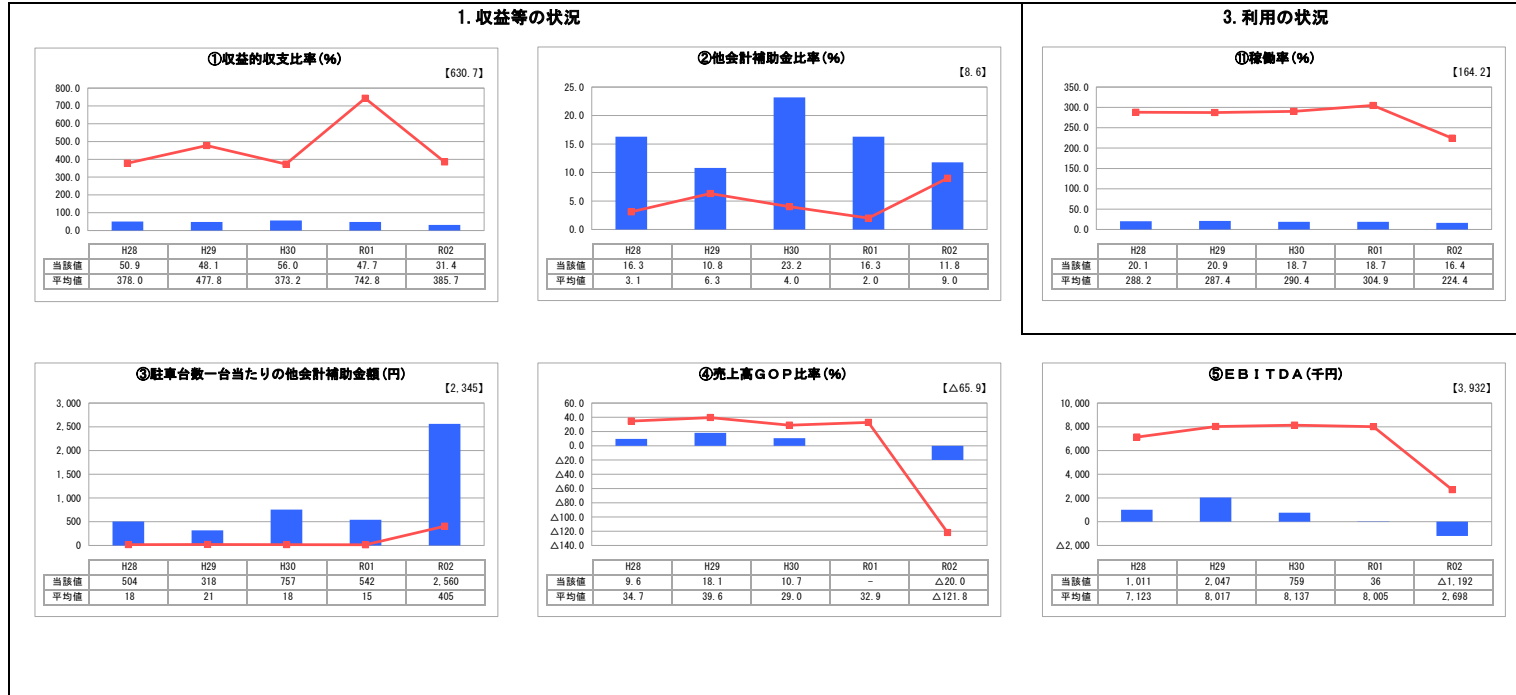 1. 収益等の状況
3. 利用の状況
①収益的収支比率(%)
【630.7】
800.0
700.0
600.0
500.0
400.0
300.0
200.0
100.0
0.0
H28 H29 H30 R01 R02
当該値 50.9 48.1 56.0 47.7 31.4
平均値 378.0 477.8 373.2 742.8 385.7
②他会計補助金比率(%)
【8.6】
25.0
20.0
15.0
10.0
5.0
0.0
H28 H29 H30 R01 R02
当該値 16.3 10.8 23.2 16.3 11.8
平均値 3.1 6.3 4.0 2.0 9.0
⑪稼働率(%)
【164.2】
350.0
300.0
250.0
200.0
150.0
100.0
50.0
0.0
H28 H29 H30 R01 R02
当該値 20.1 20.9 18.7 18.7 16.4
平均値 288.2 287.4 290.4 304.9 224.4
③駐車台数一台当たりの他会計補助金額(円)
【2,345】
3,000
2,500
2,000
1,500
1,000
500
0
H28 H29 H30 R01 R02
当該値 504 318 757 542 2,560
平均値 18 21 18 15 405
④売上高GOP比率(%)
【△65.9】
60.0
40.0
20.0
0.0
△20.0
△40.0
△60.0
△80.0
△100.0
△120.0
△140.0
H28 H29 H30 R01 R02
当該値 9.6 18.1 10.7 - △20.0
平均値 34.7 39.6 29.0 32.9 △121.8
⑤EBITDA(千円)
【3,932】
10,000
8,000
6,000
4,000
2,000
0
△2,000
H28 H29 H30 R01 R02
当該値 1,011 2,047 759 36 △1,192
平均値 7,123 8,017 8,137 8,005 2,698